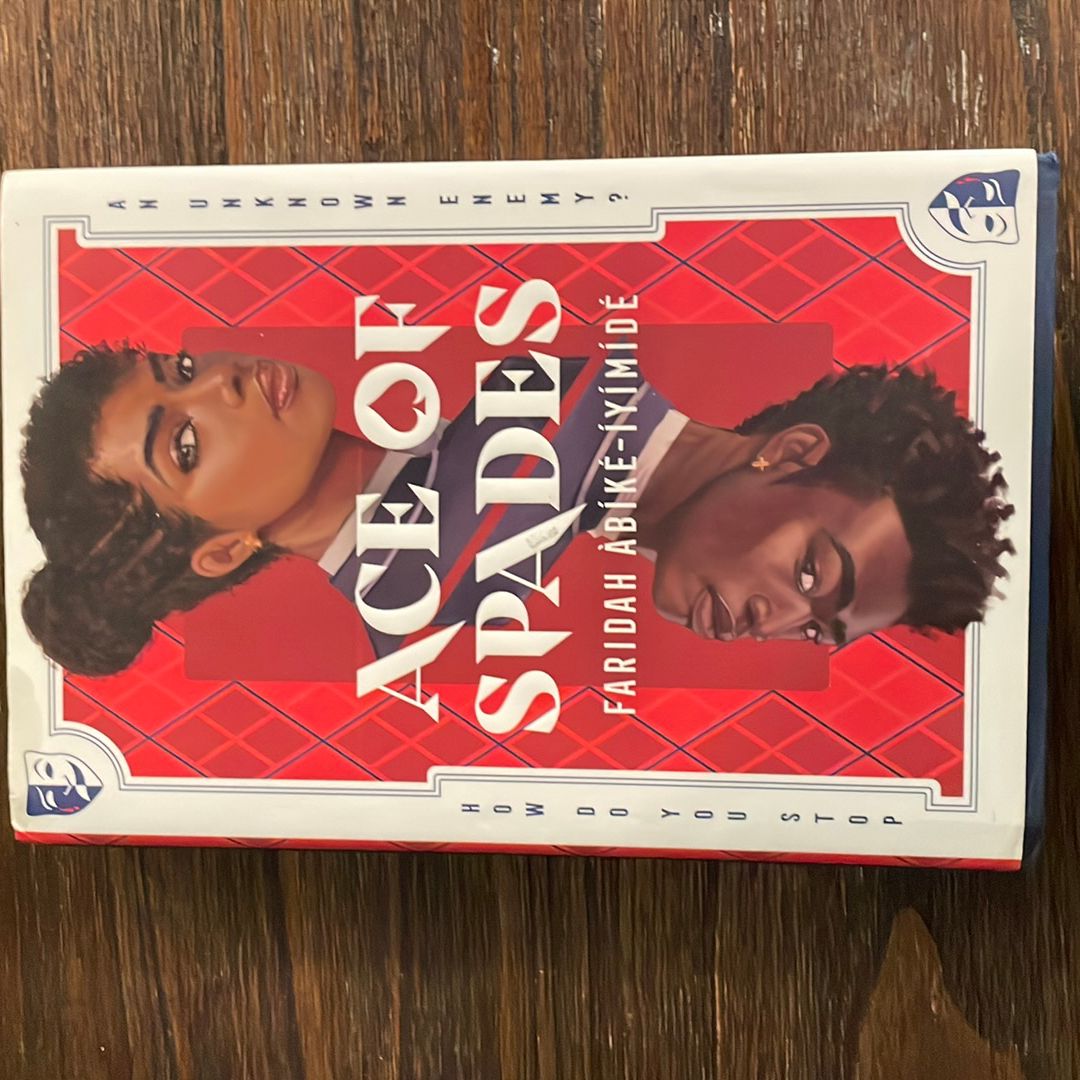 HOW DO YOU STOP
AN UNKNOWN ENEMY?
ACE OF
SPADES
FARIDAH ÀBÍKÉ-ÍYÍMÍDÉ